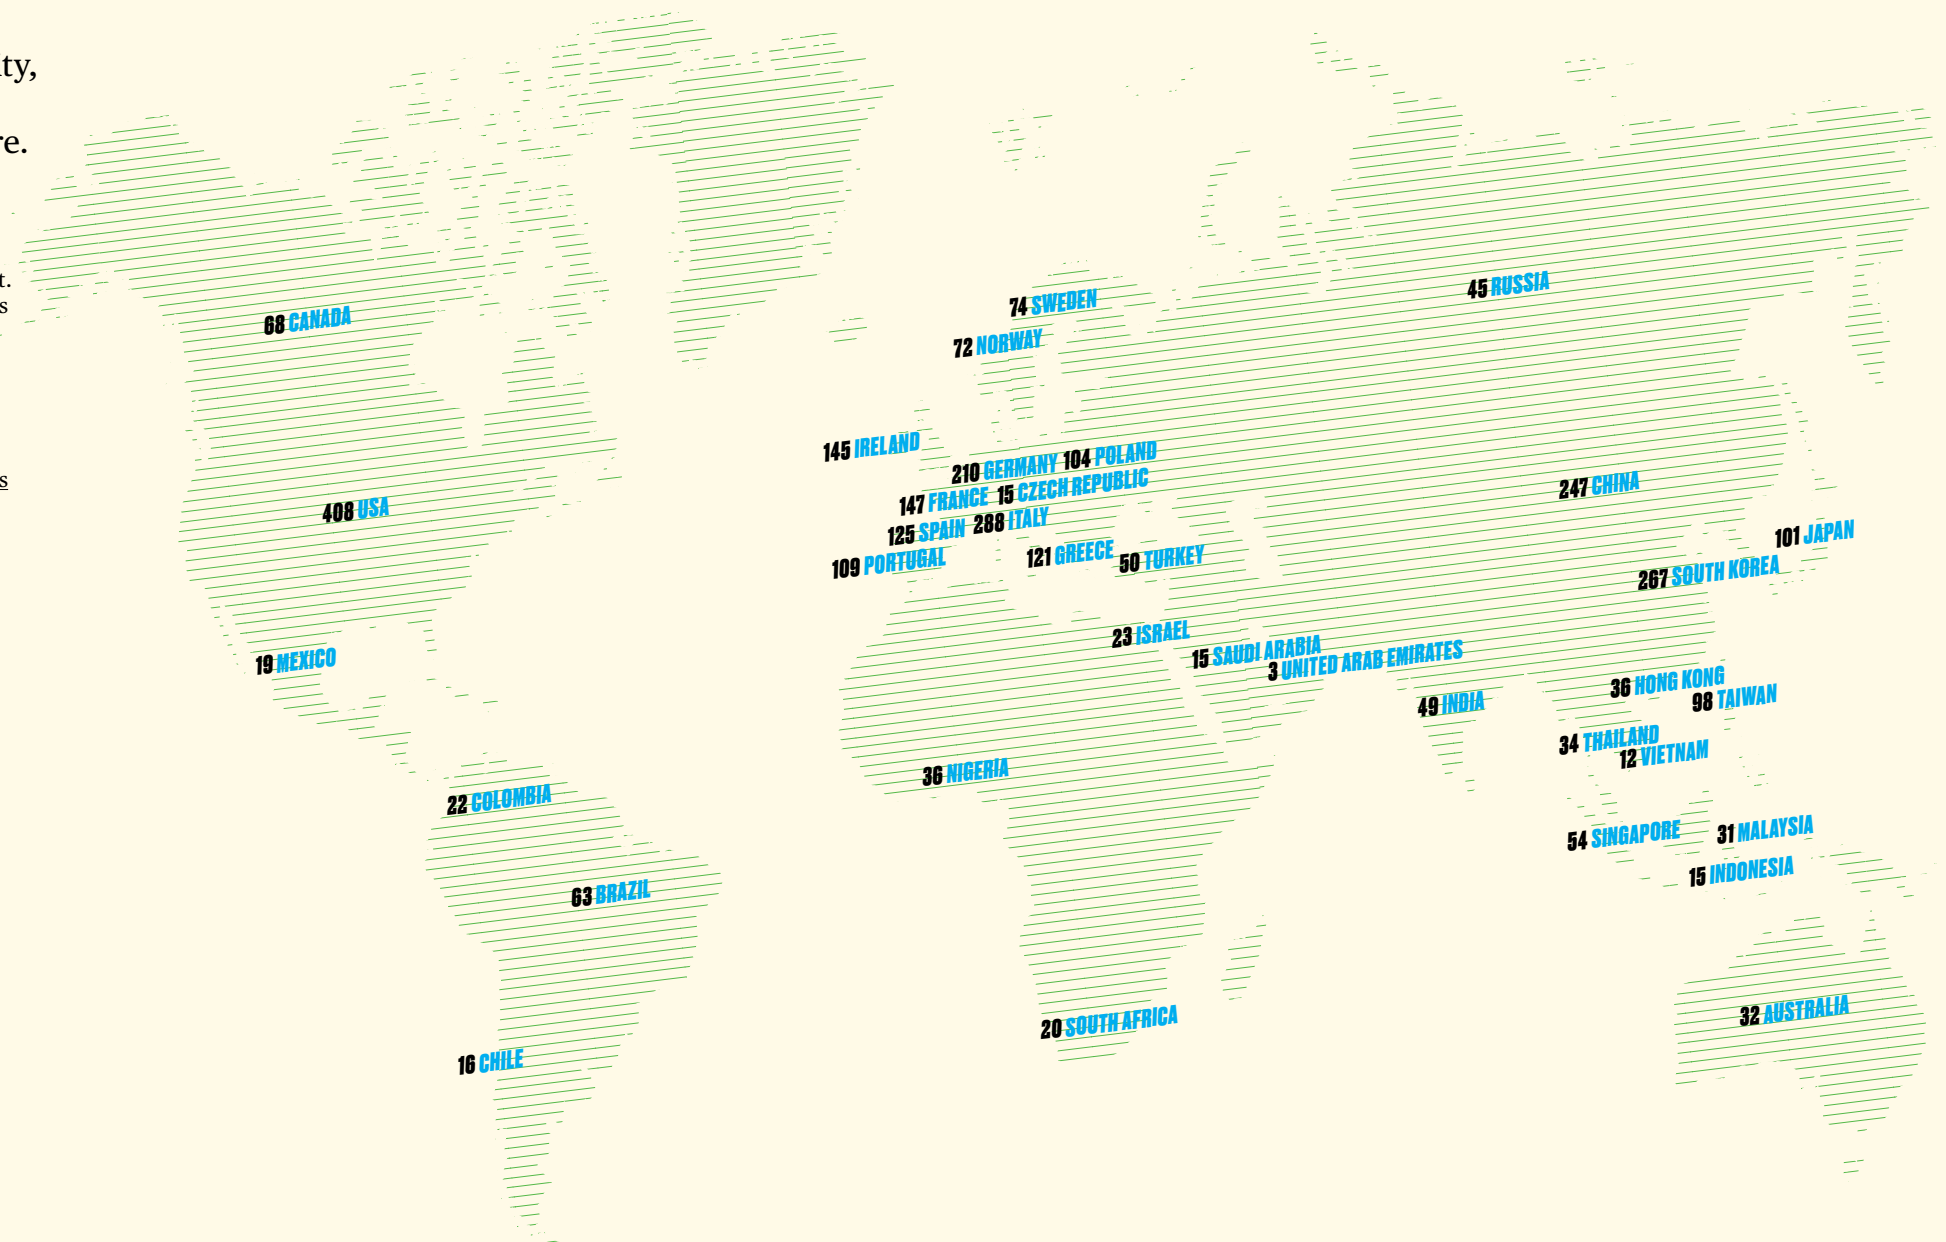 ity,
re.
t.
s
s
68 CANADA
408 USA
19 MEXICO
22 COLOMBIA
63 BRAZIL
16 CHILE
74 SWEDEN
72 NORWAY
45 RUSSIA
145 IRELAND
210 GERMANY 104 POLAND
147 FRANCE 15 CZECH REPUBLIC
125 SPAIN 288 ITALY
109 PORTUGAL
121 GREECE 50 TURKEY
247 CHINA
101 JAPAN
267 SOUTH KOREA
23 ISRAEL
15 SAUDI ARABIA
3 UNITED ARAB EMIRATES
49 INDIA
36 HONG KONG
98 TAIWAN
34 THAILAND
12 VIETNAM
36 NIGERIA
54 SINGAPORE
31 MALAYSIA
15 INDONESIA
20 SOUTH AFRICA
32 AUSTRALIA